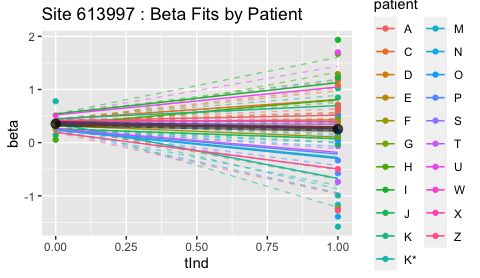 Site 613997 : Beta Fits by Patient
patient
2
1
0
-1
beta
0.00
0.25
0.50
0.75
1.00
tInd
A
C
D
E
F
G
H
I
J
K
K*
M
N
O
P
S
T
U
W
X
Z